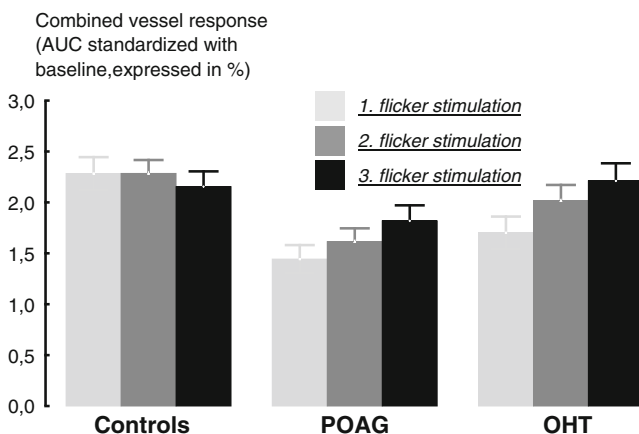 Combined vessel response
(AUC standardized with
baseline,expressed in %)
1. flicker stimulation
2. flicker stimulation
3. flicker stimulation
3,0
2,5
2,0
1,5
1,0
0,5
0,0
Controls POAG OHT